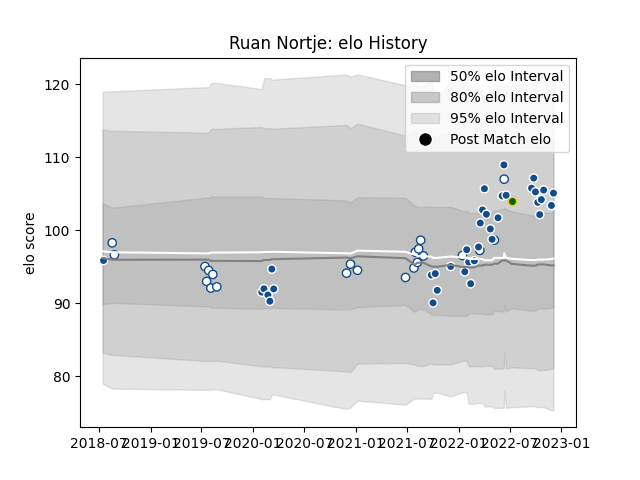 Ruan Nortje: elo History
50% elo Interval
80% elo Interval
95% elo Interval
Post Match elo
elo score
120
110
100
90
80
2018-07 2019-01 2019-07 2020-01 2020-07 2021-01 2021-07 2022-01 2022-07 2023-01